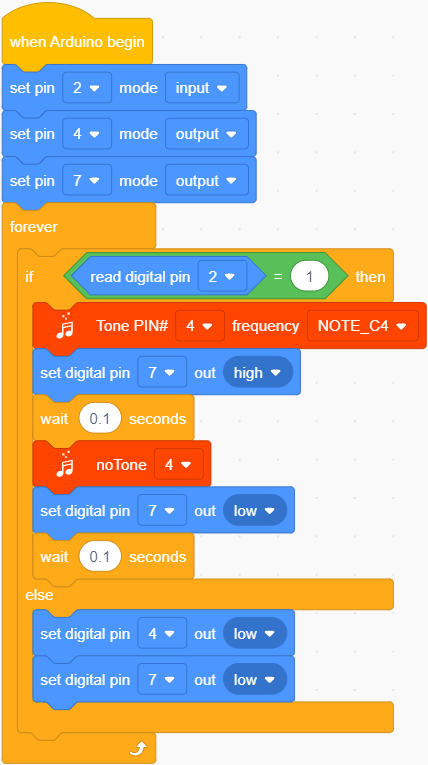 when Arduino begin
set pin 2 mode input
set pin 4 mode output
set pin 7 mode output
forever
if read digital pin 2 = 1 then
Tone PIN# 4 frequency NOTE_C4
set digital pin 7 out high
wait 0.1 seconds
noTone 4
set digital pin 7 out low
wait 0.1 seconds
else
set digital pin 4 out low
set digital pin 7 out low